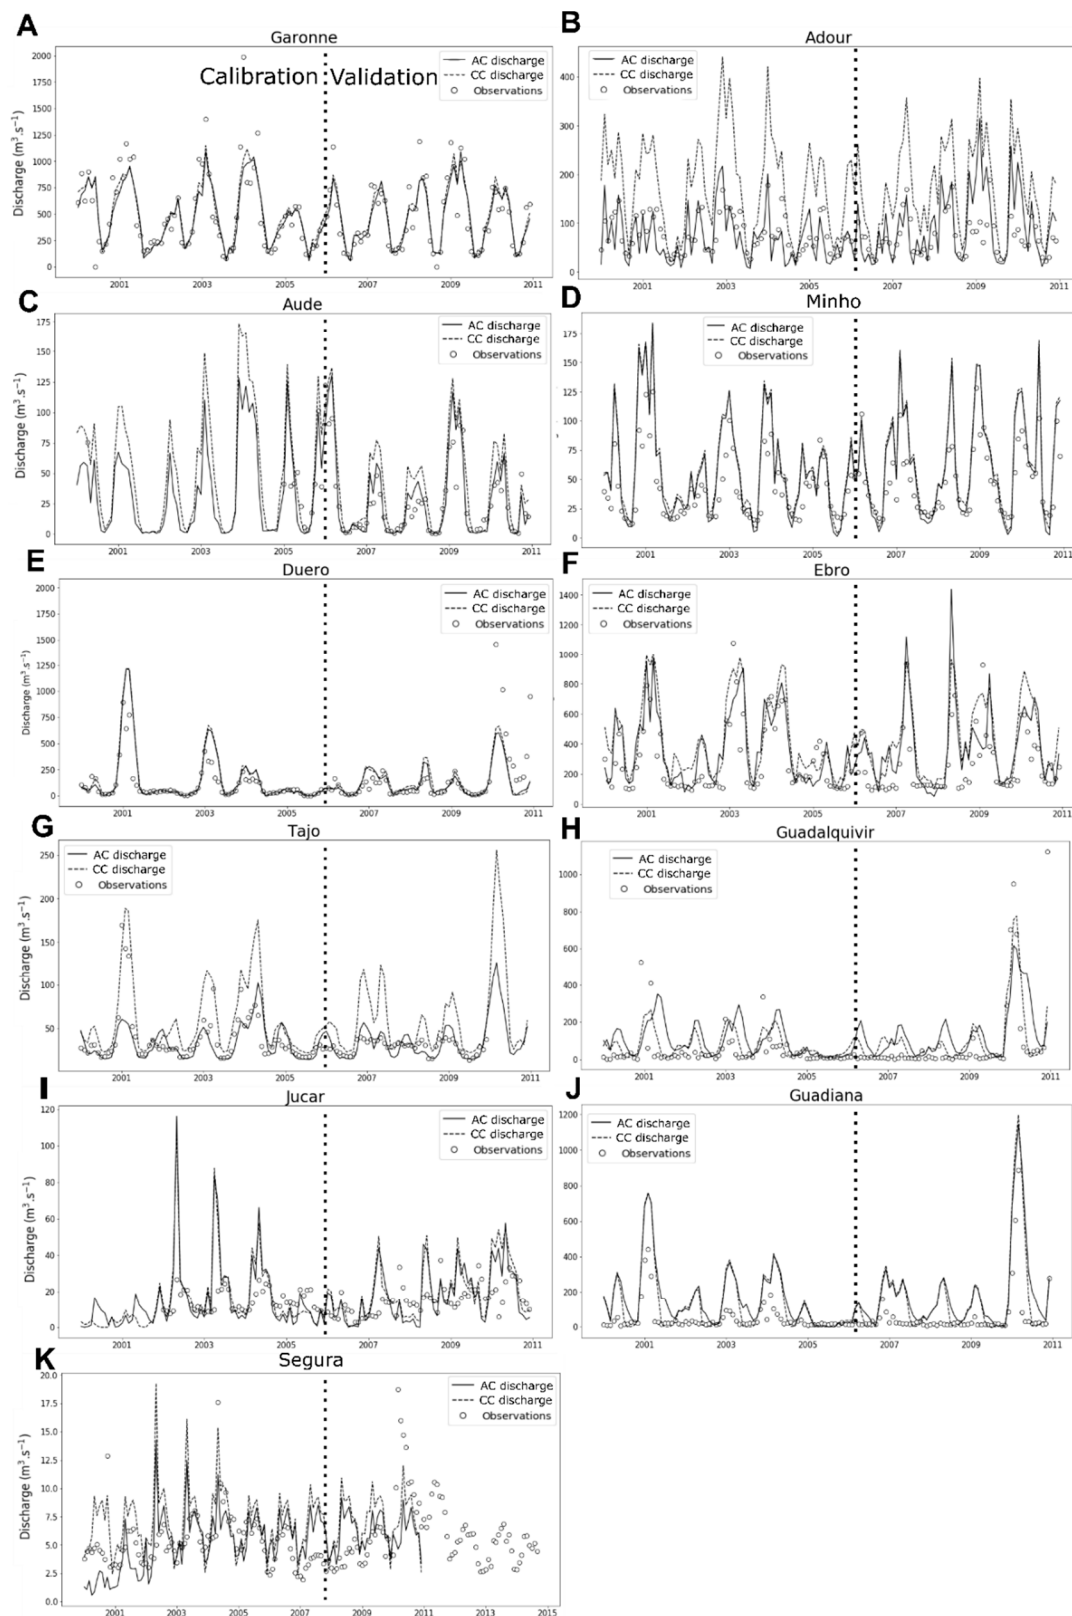 A
Garonne
Calibration Validation
AC discharge
CC discharge
Observations
Discharge (m³.s⁻¹)
2000
1750
1500
1250
1000
750
500
250
0
2001 2003 2005 2007 2009 2011
B
Adour
AC discharge
CC discharge
Observations
400
300
200
100
0
2001 2003 2005 2007 2009 2011
C
Aude
AC discharge
CC discharge
Observations
Discharge (m³.s⁻¹)
175
150
125
100
75
50
25
0
2001 2003 2005 2007 2009 2011
D
Minho
AC discharge
CC discharge
Observations
175
150
125
100
75
50
25
0
2001 2003 2005 2007 2009 2011
E
Duero
AC discharge
CC discharge
Observations
Discharge (m³.s⁻¹)
2000
1750
1500
1250
1000
750
500
250
0
2001 2003 2005 2007 2009 2011
F
Ebro
AC discharge
CC discharge
Observations
1400
1200
1000
800
600
400
200
0
2001 2003 2005 2007 2009 2011
G
Tajo
AC discharge
CC discharge
Observations
Discharge (m³.s⁻¹)
250
200
150
100
50
2001 2003 2005 2007 2009 2011
H
Guadalquivir
AC discharge
CC discharge
Observations
1000
800
600
400
200
0
2001 2003 2005 2007 2009 2011
I
Jucar
AC discharge
CC discharge
Observations
Discharge (m³.s⁻¹)
120
100
80
60
40
20
0
2001 2003 2005 2007 2009 2011
J
Guadiana
AC discharge
CC discharge
Observations
1200
1000
800
600
400
200
0
2001 2003 2005 2007 2009 2011
K
Segura
AC discharge
CC discharge
Observations
Discharge (m³.s⁻¹)
20.0
17.5
15.0
12.5
10.0
7.5
5.0
2.5
0.0
2001 2003 2005 2007 2009 2011 2013 2015